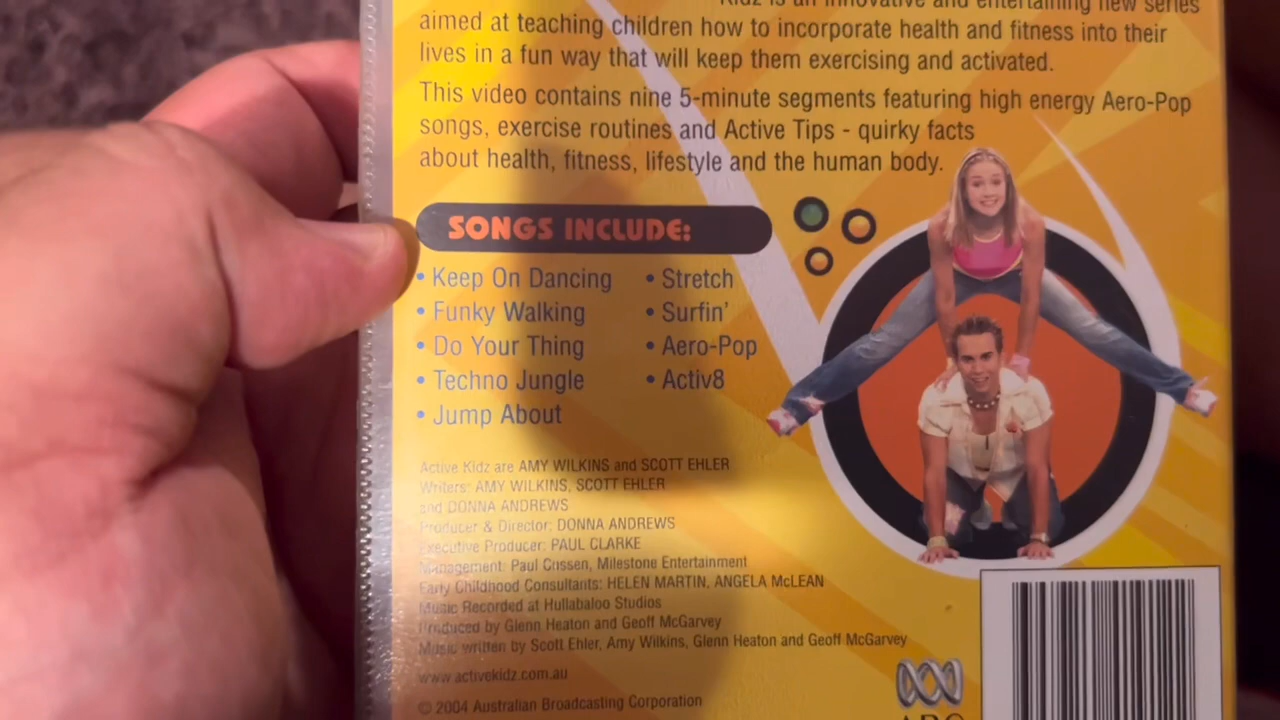 Kidz is an innovative and entertaining new series
aimed at teaching children how to incorporate health and fitness into their
lives in a fun way that will keep them exercising and activated.
This video contains nine 5-minute segments featuring high energy Aero-Pop
songs, exercise routines and Active Tips - quirky facts
about health, fitness, lifestyle and the human body.
SONGS INCLUDE:
• Keep On Dancing
• Funky Walking
• Do Your Thing
• Techno Jungle
• Jump About
• Stretch
• Surfin'
• Aero-Pop
• Activ8
Active Kidz are AMY WILKINS and SCOTT EHLER
Writers: AMY WILKINS, SCOTT EHLER
and DONNA ANDREWS
Producer & Director: DONNA ANDREWS
Executive Producer: PAUL CLARKE
Management: Paul Crissen, Milestone Entertainment
Early Childhood Consultants: HELEN MARTIN, ANGELA McLEAN
Music Recorded at Hullabaloo Studios
Produced by Glenn Heaton and Geoff McGarvey
Music written by Scott Ehler, Amy Wilkins, Glenn Heaton and Geoff McGarvey
www.activekidz.com.au
© 2004 Australian Broadcasting Corporation
ABC